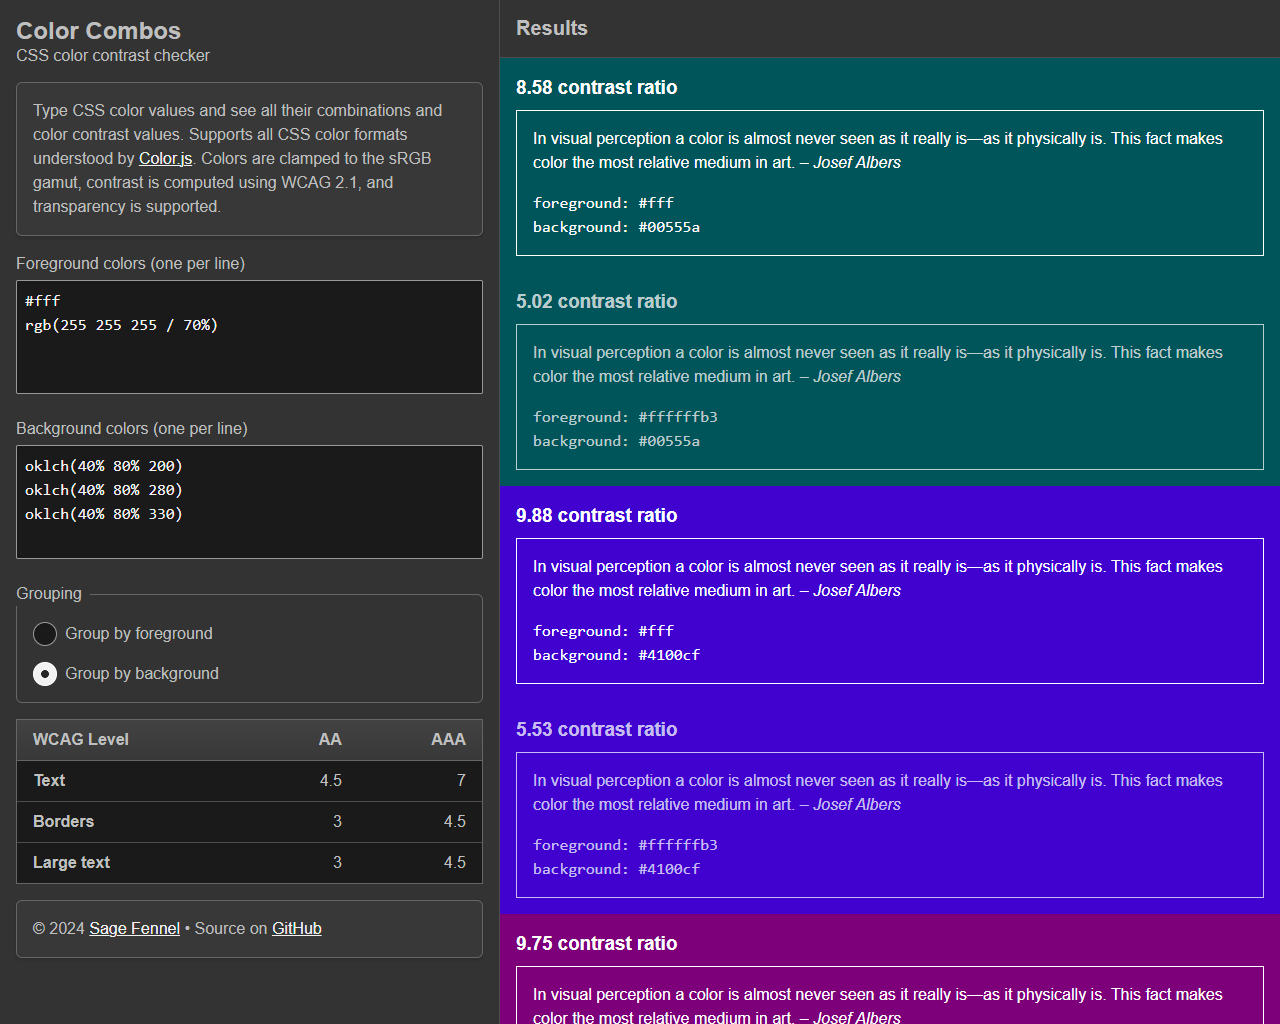 Color Combos
CSS color contrast checker
Type CSS color values and see all their combinations and
color contrast values. Supports all CSS color formats
understood by Color.js. Colors are clamped to the sRGB
gamut, contrast is computed using WCAG 2.1, and
transparency is supported.
Foreground colors (one per line)
#fff
rgb(255 255 255 / 70%)
Background colors (one per line)
oklch(40% 80% 200)
oklch(40% 80% 280)
oklch(40% 80% 330)
Grouping
Group by foreground
Group by background
WCAG Level AA AAA
Text 4.5 7
Borders 3 4.5
Large text 3 4.5
© 2024 Sage Fennel • Source on GitHub
Results
8.58 contrast ratio
In visual perception a color is almost never seen as it really is—as it physically is. This fact makes
color the most relative medium in art. – Josef Albers
foreground: #fff
background: #00555a
5.02 contrast ratio
In visual perception a color is almost never seen as it really is—as it physically is. This fact makes
color the most relative medium in art. – Josef Albers
foreground: #ffffffb3
background: #00555a
9.88 contrast ratio
In visual perception a color is almost never seen as it really is—as it physically is. This fact makes
color the most relative medium in art. – Josef Albers
foreground: #fff
background: #4100cf
5.53 contrast ratio
In visual perception a color is almost never seen as it really is—as it physically is. This fact makes
color the most relative medium in art. – Josef Albers
foreground: #ffffffb3
background: #4100cf
9.75 contrast ratio
In visual perception a color is almost never seen as it really is—as it physically is. This fact makes
color the most relative medium in art. – Josef Albers